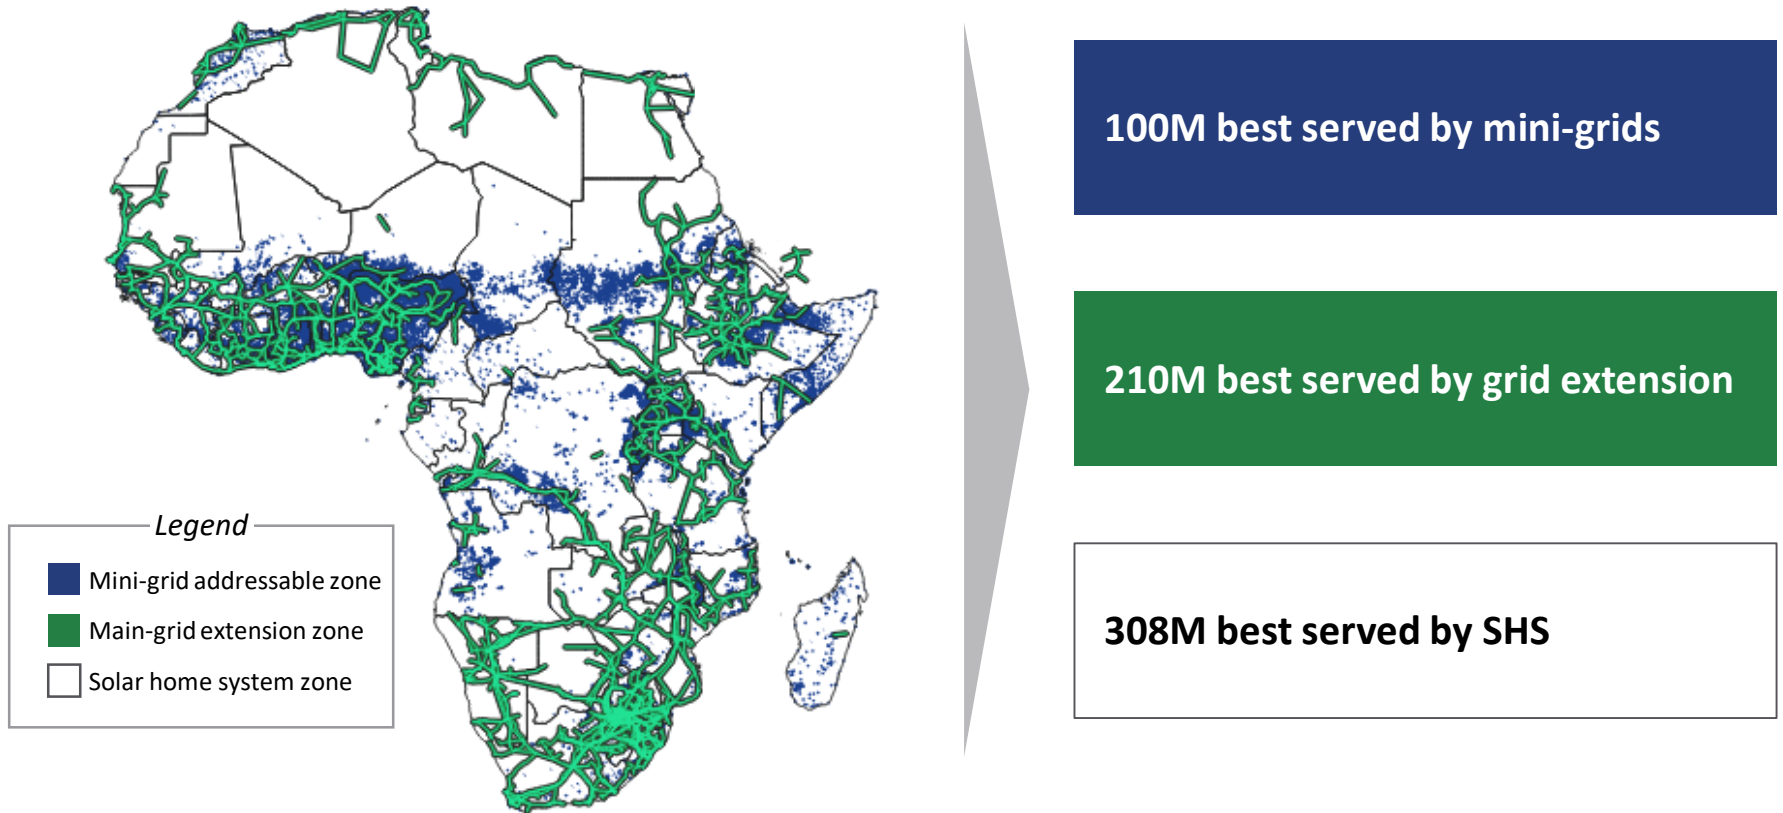 Legend
Mini-grid addressable zone
Main-grid extension zone
Solar home system zone
100M best served by mini-grids
210M best served by grid extension
308M best served by SHS